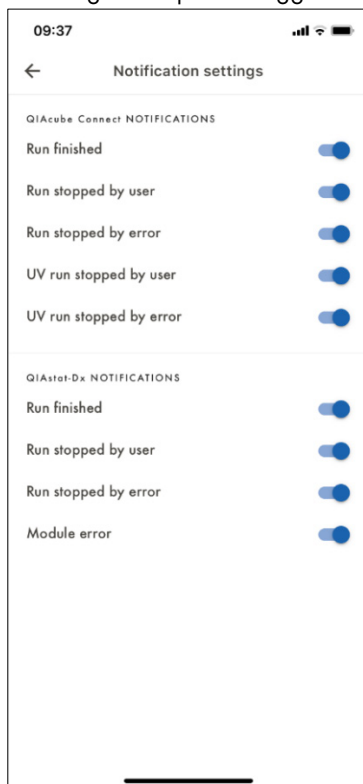 09:37
Notification settings
QIAcube Connect NOTIFICATIONS
Run finished
Run stopped by user
Run stopped by error
UV run stopped by user
UV run stopped by error
QIAstat-Dx NOTIFICATIONS
Run finished
Run stopped by user
Run stopped by error
Module error